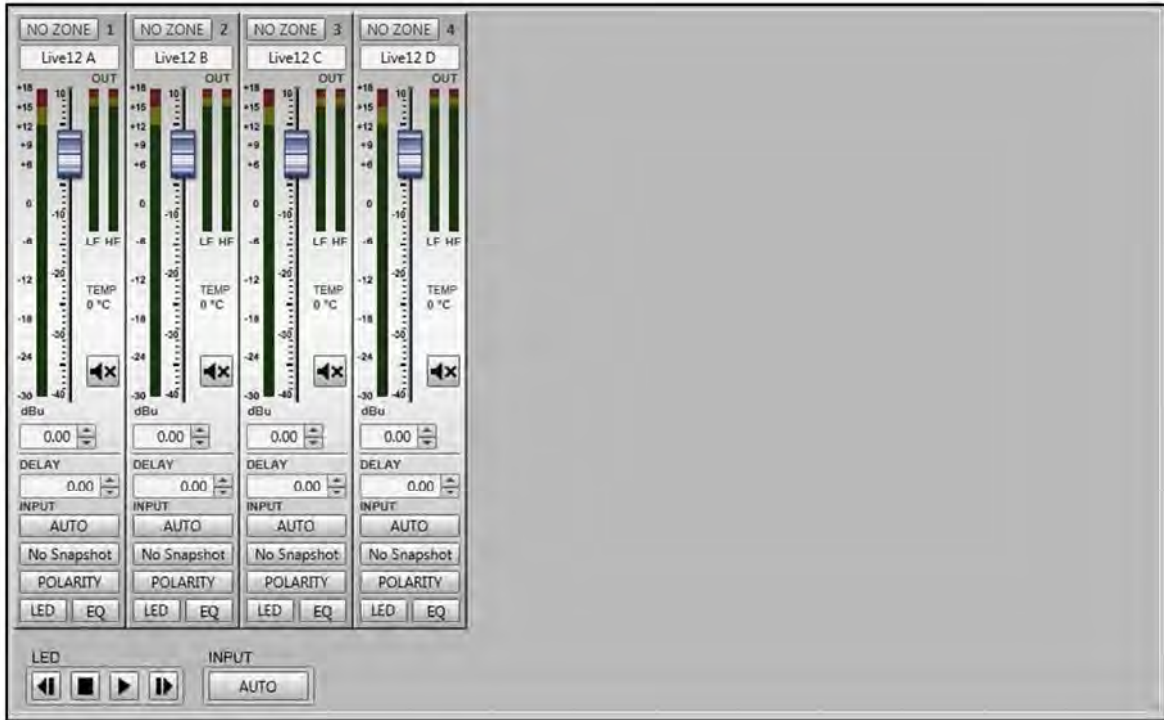 NO ZONE 1
Live12 A
OUT
+18
10
+15
+12
+9
+6
0
-10
-6
LF HF
-20
-12
TEMP
0 °C
-18
-30
-24
-30
-40
dBu
0.00
DELAY
0.00
INPUT
AUTO
No Snapshot
POLARITY
LED EQ
NO ZONE 2
Live12 B
OUT
+18
10
+15
+12
+9
+6
0
-10
-6
LF HF
-20
-12
TEMP
0 °C
-18
-30
-24
-30
-40
dBu
0.00
DELAY
0.00
INPUT
AUTO
No Snapshot
POLARITY
LED EQ
NO ZONE 3
Live12 C
OUT
+18
10
+15
+12
+9
+6
0
-10
-6
LF HF
-20
-12
TEMP
0 °C
-18
-30
-24
-30
-40
dBu
0.00
DELAY
0.00
INPUT
AUTO
No Snapshot
POLARITY
LED EQ
NO ZONE 4
Live12 D
OUT
+18
10
+15
+12
+9
+6
0
-10
-6
LF HF
-20
-12
TEMP
0 °C
-18
-30
-24
-30
-40
dBu
0.00
DELAY
0.00
INPUT
AUTO
No Snapshot
POLARITY
LED EQ
LED
INPUT
AUTO